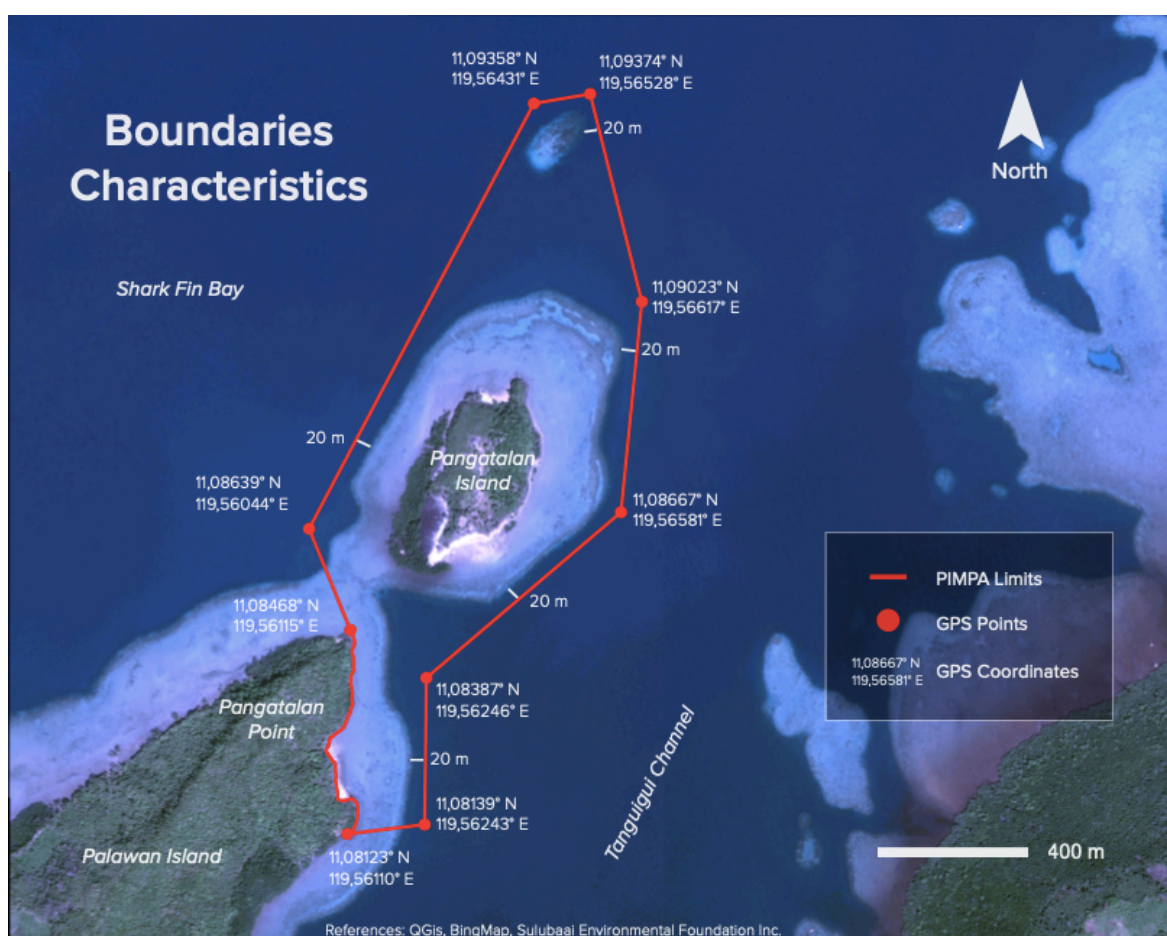 Boundaries
Characteristics
11,09358° N
119,56431° E
11,09374° N
119,56528° E
20 m
North
Shark Fin Bay
11,09023° N
119,56617° E
20 m
20 m
Pangatalan
Island
11,08639° N
119,56044° E
11,08667° N
119,56581° E
20 m
11,08468° N
119,56115° E
11,08387° N
119,56246° E
Pangatalan
Point
20 m
11,08139° N
119,56243° E
Tanguigui Channel
Palawan Island
11,08123° N
119,56110° E
PIMPA Limits
GPS Points
11,08667° N
119,56581° E
GPS Coordinates
400 m
References: QGis, BingMap, Sulubaai Environmental Foundation Inc.